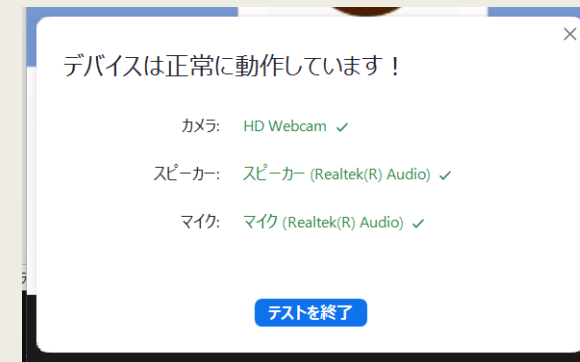 デバイスは正常に動作しています！
カメラ: HD Webcam ✓
スピーカー: スピーカー (Realtek(R) Audio) ✓
マイク: マイク (Realtek(R) Audio) ✓
テストを終了